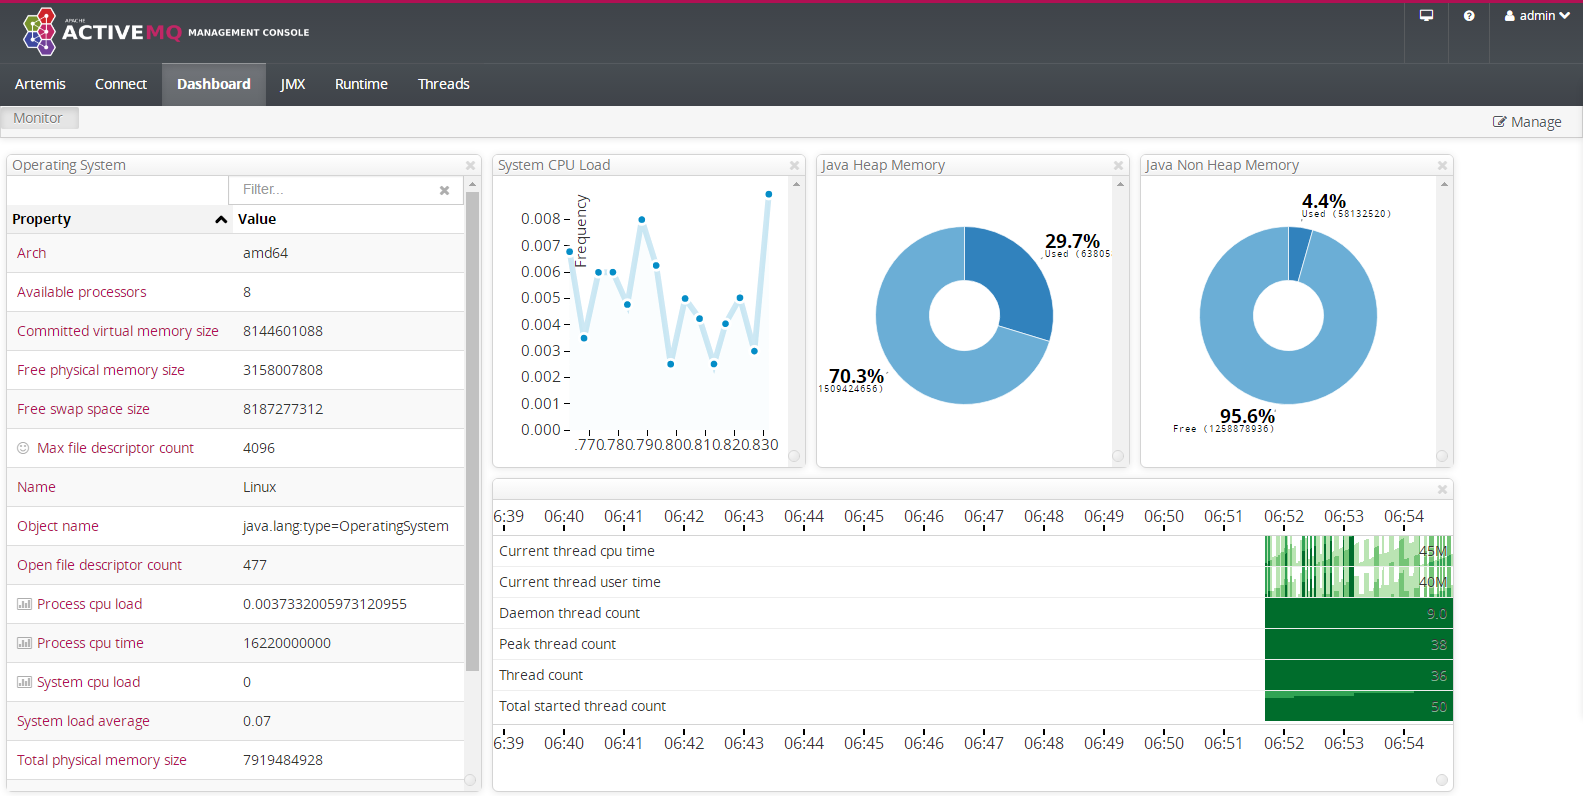 APACHE
ACTIVEMQ MANAGEMENT CONSOLE
admin
Artemis Connect Dashboard JMX Runtime Threads
Monitor
Manage
Operating System
Filter...
Property Value
Arch amd64
Available processors 8
Committed virtual memory size 8144601088
Free physical memory size 3158007808
Free swap space size 8187277312
Max file descriptor count 4096
Name Linux
Object name java.lang:type=OperatingSystem
Open file descriptor count 477
Process cpu load 0.0037332005973120955
Process cpu time 16220000000
System cpu load 0
System load average 0.07
Total physical memory size 7919484928
System CPU Load
Frequency
0.008
0.007
0.006
0.005
0.004
0.003
0.002
0.001
0.000
.770 .780 .790 .800 .810 .820 .830
Java Heap Memory
29.7%
Used (63805
70.3%
1509424656)
Java Non Heap Memory
4.4%
Used (58132520)
95.6%
Free (1258878936)
6:39 06:40 06:41 06:42 06:43 06:44 06:45 06:46 06:47 06:48 06:49 06:50 06:51 06:52 06:53 06:54
Current thread cpu time 45M
Current thread user time 40M
Daemon thread count 9.0
Peak thread count 38
Thread count 36
Total started thread count 50
6:39 06:40 06:41 06:42 06:43 06:44 06:45 06:46 06:47 06:48 06:49 06:50 06:51 06:52 06:53 06:54